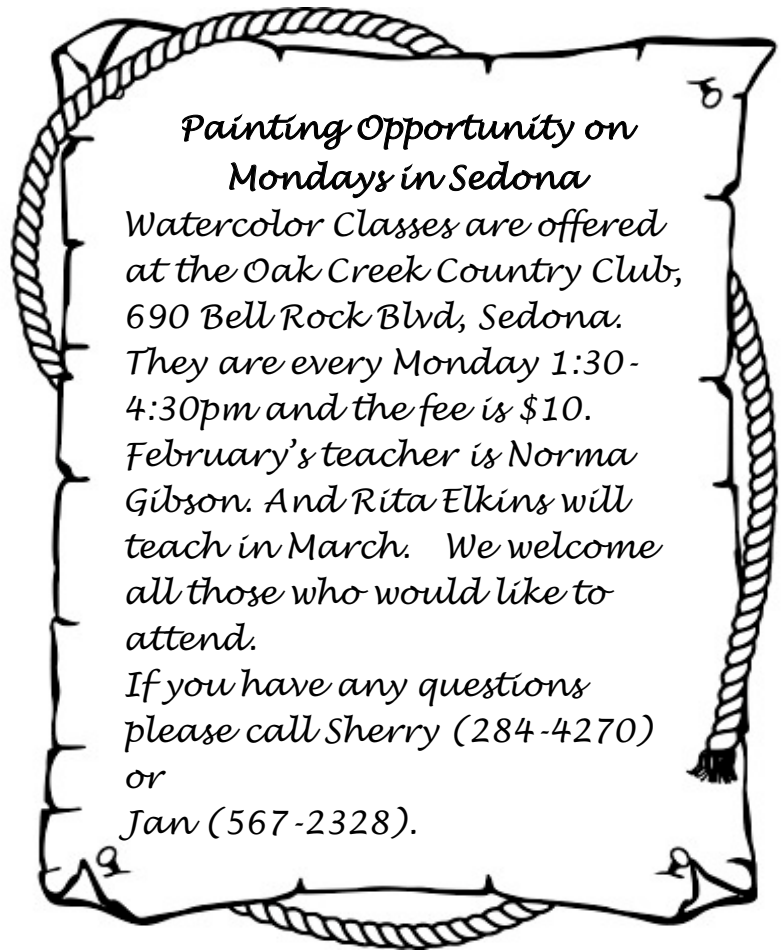 Painting Opportunity on
Mondays in Sedona
Watercolor Classes are offered
at the Oak Creek Country Club,
690 Bell Rock Blvd, Sedona.
They are every Monday 1:30-
4:30pm and the fee is $10.
February’s teacher is Norma
Gibson. And Rita Elkins will
teach in March.   We welcome
all those who would like to
attend.
If you have any questions
please call Sherry (284-4270)
or
Jan (567-2328).